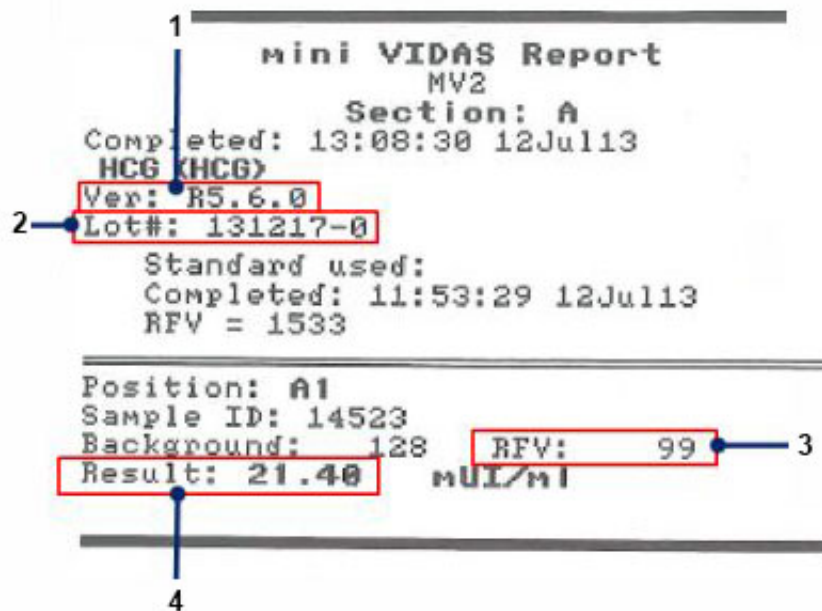 1
mini VIDAS Report
MV2
Section: A
Completed: 13:08:30 12Jul13
HCG (HCG)
Ver: R5.6.0
2
Lot#: 131217-0
Standard used:
Completed: 11:53:29 12Jul13
RFV = 1533
Position: A1
Sample ID: 14523
Background: 128 RFV: 99
3
Result: 21.40 mUI/ml
4